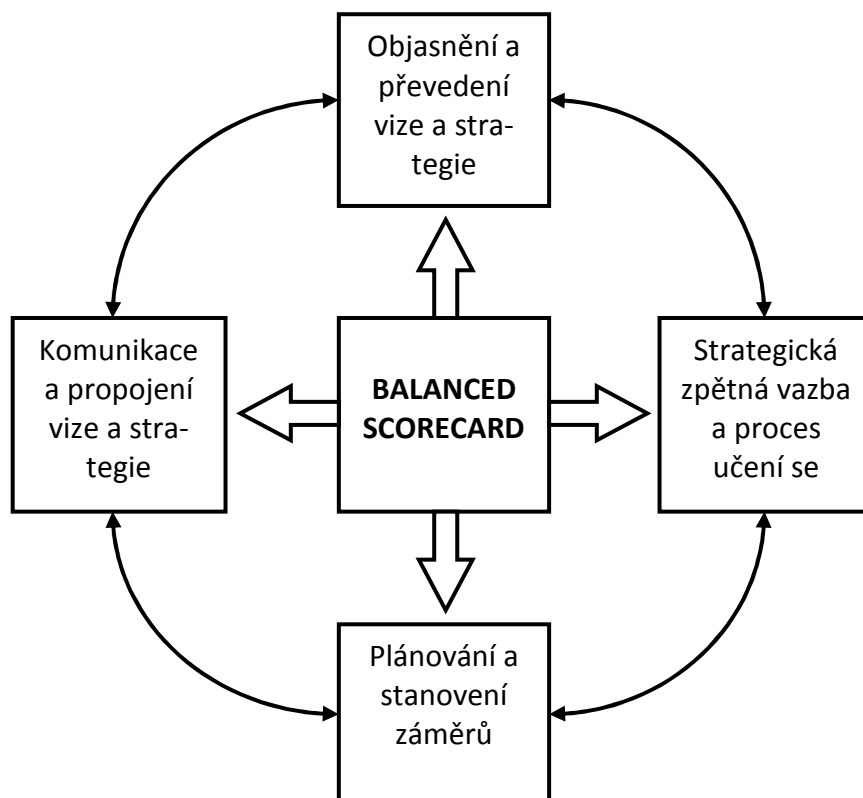 Objasnění a
převedení
vize a stra-
tegie
Komunikace
a propojení
vize a stra-
tegie
BALANCED
SCORECARD
Strategická
zpětná vazba
a proces
učení se
Plánování a
stanovení
záměrů